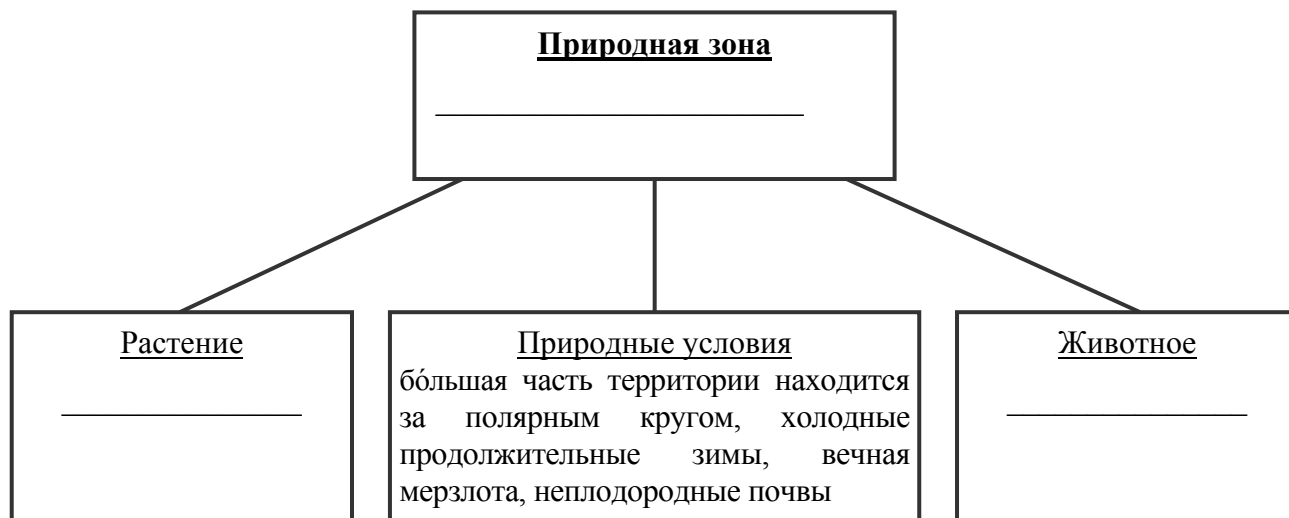 Природная зона
Растение
Природные условия
бóльшая часть территории находится
за полярным кругом, холодные
продолжительные зимы, вечная
мерзлота, неплодородные почвы
Животное